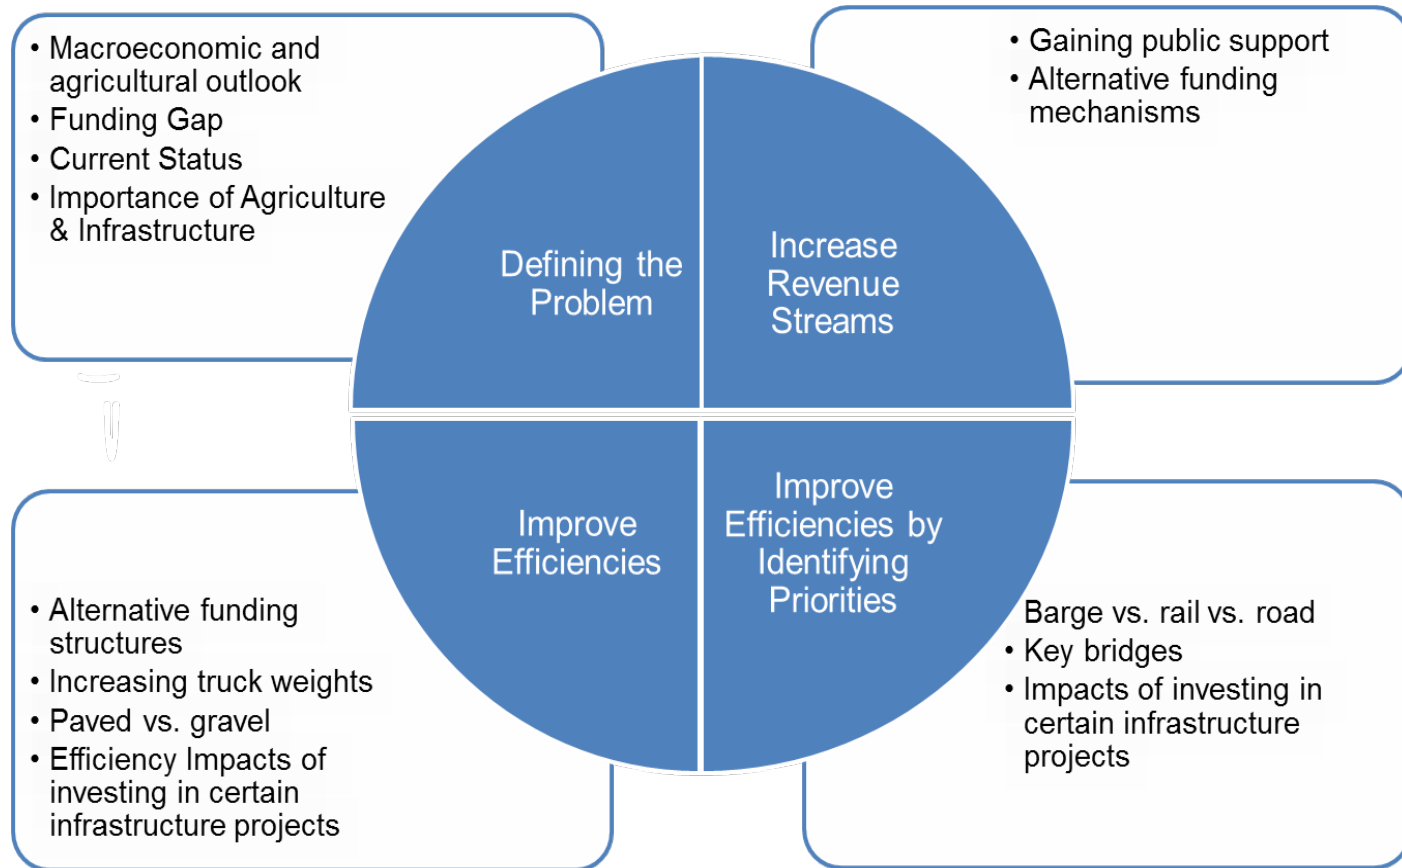 • Macroeconomic and
agricultural outlook
• Funding Gap
• Current Status
• Importance of Agriculture
& Infrastructure
• Gaining public support
• Alternative funding
mechanisms
Defining the
Problem
Increase
Revenue
Streams
Improve
Efficiencies
Improve
Efficiencies by
Identifying
Priorities
• Alternative funding
structures
• Increasing truck weights
• Paved vs. gravel
• Efficiency Impacts of
investing in certain
infrastructure projects
Barge vs. rail vs. road
• Key bridges
• Impacts of investing in
certain infrastructure
projects